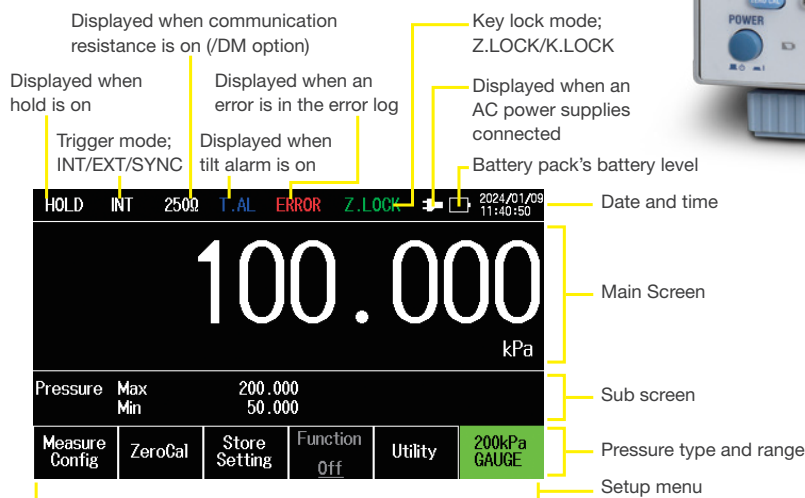 Displayed when communication
resistance is on (/DM option)
Key lock mode;
Z.LOCK/K.LOCK
POWER
Displayed when
hold is on
Displayed when an
error is in the error log
Displayed when an
AC power supplies
connected
Trigger mode;
INT/EXT/SYNC
Displayed when
tilt alarm is on
Battery pack’s battery level
HOLD INT 250Ω T.AL ERROR Z.LOCK 2024/01/09
11:40:50
Date and time
100.000
kPa
Main Screen
Pressure Max 200.000
Min 50.000
Sub screen
Measure
Config
ZeroCal
Store
Setting
Function
Off
Utility
200kPa
GAUGE
Pressure type and range
Setup menu